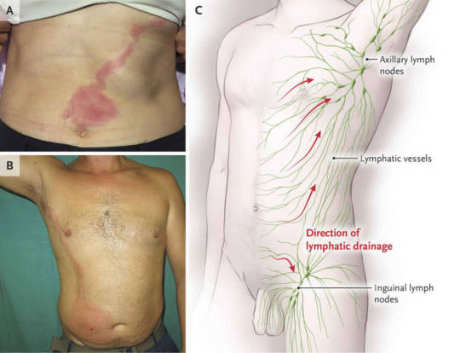 A
B
C
Axillary lymph
nodes
Lymphatic vessels
Direction of
lymphatic drainage
Inguinal lymph
nodes